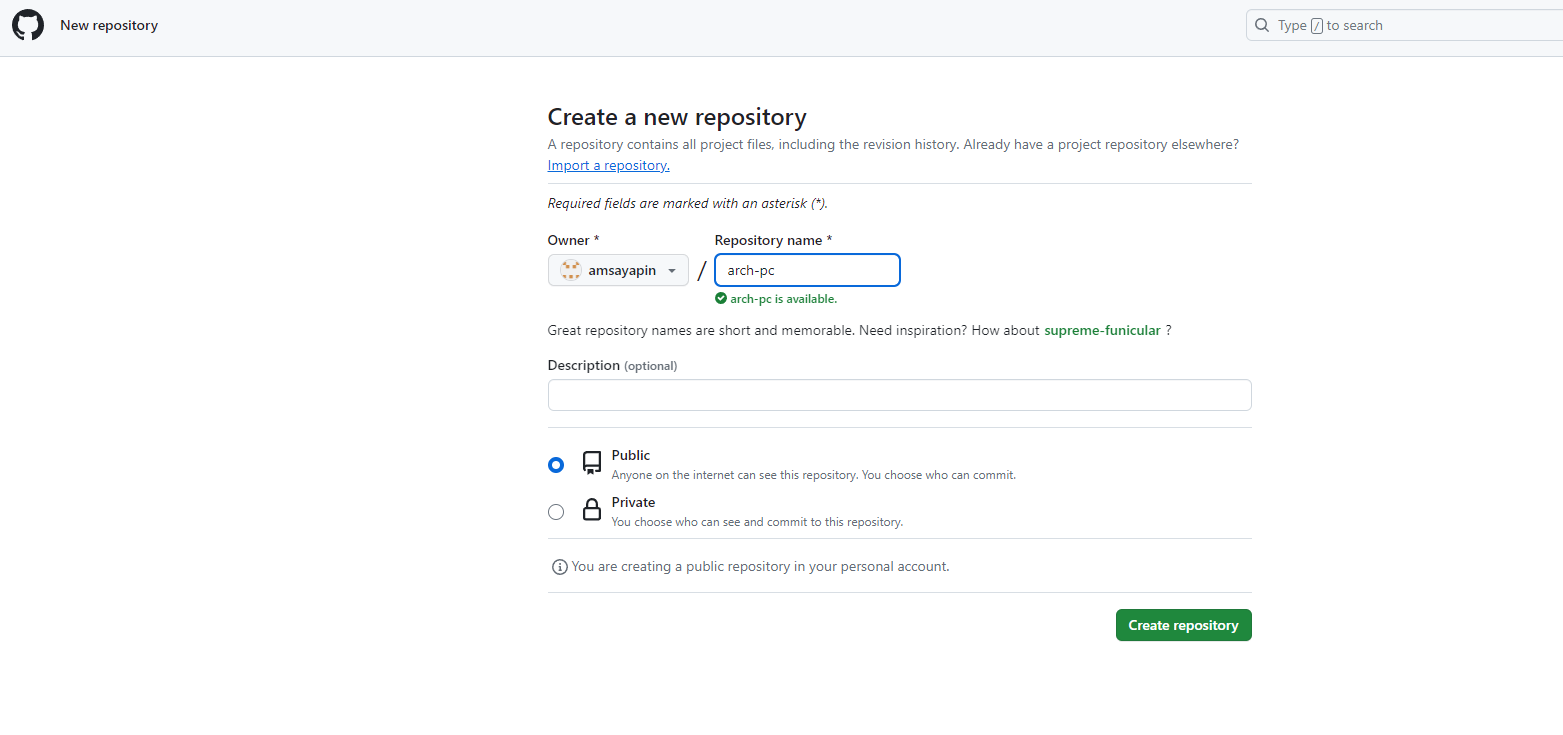 New repository
Type / to search
Create a new repository
A repository contains all project files, including the revision history. Already have a project repository elsewhere?
Import a repository.
Required fields are marked with an asterisk (*).
Owner *
Repository name *
amsayapin
/
arch-pc
arch-pc is available.
Great repository names are short and memorable. Need inspiration? How about supreme-funicular ?
Description (optional)
Public
Anyone on the internet can see this repository. You choose who can commit.
Private
You choose who can see and commit to this repository.
You are creating a public repository in your personal account.
Create repository